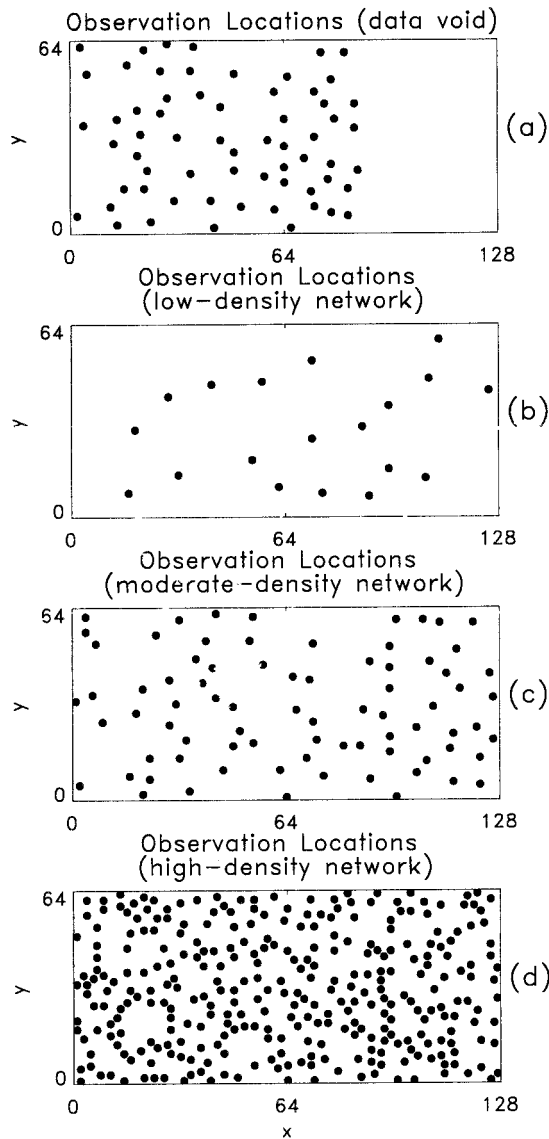 Observation Locations (data void)
64
y
0
(a)
0 64 128
Observation Locations
(low-density network)
64
y
0
(b)
0 64 128
Observation Locations
(moderate-density network)
64
y
0
(c)
0 64 128
Observation Locations
(high-density network)
64
y
0
(d)
0 64 128
x